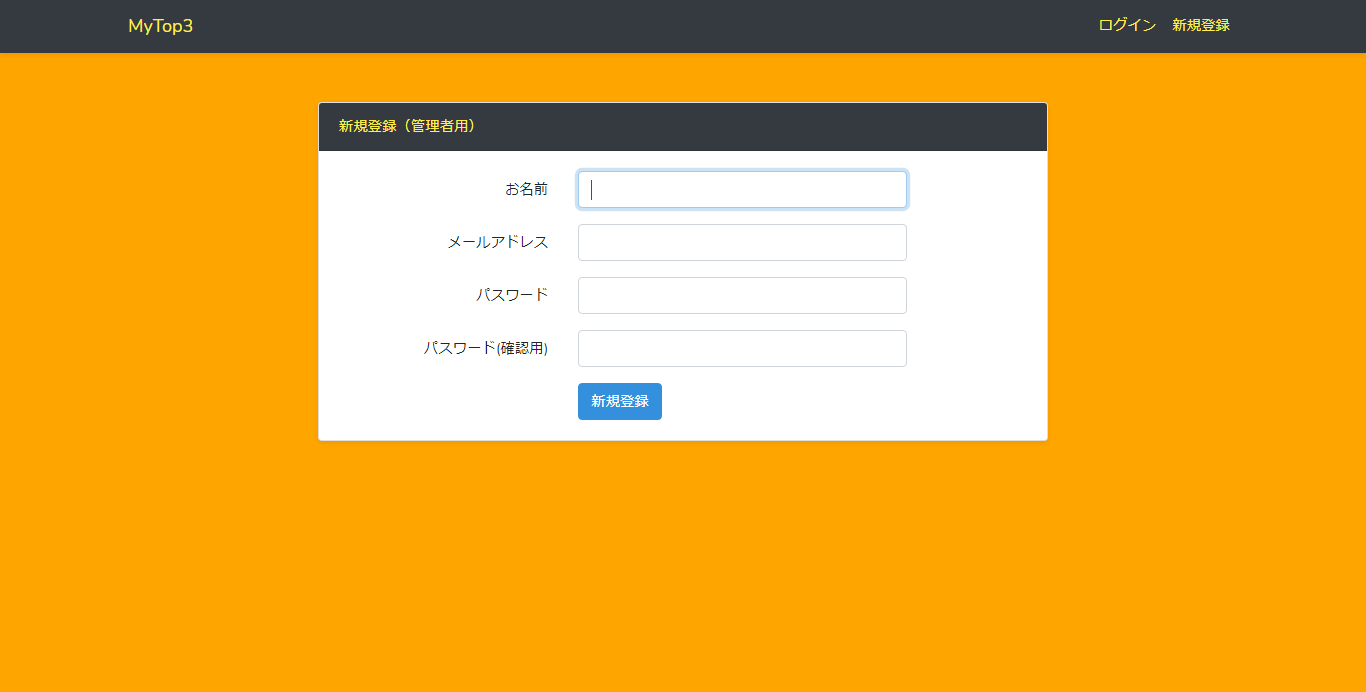 MyTop3
ログイン 新規登録
新規登録（管理者用）
お名前
メールアドレス
パスワード
パスワード(確認用)
新規登録